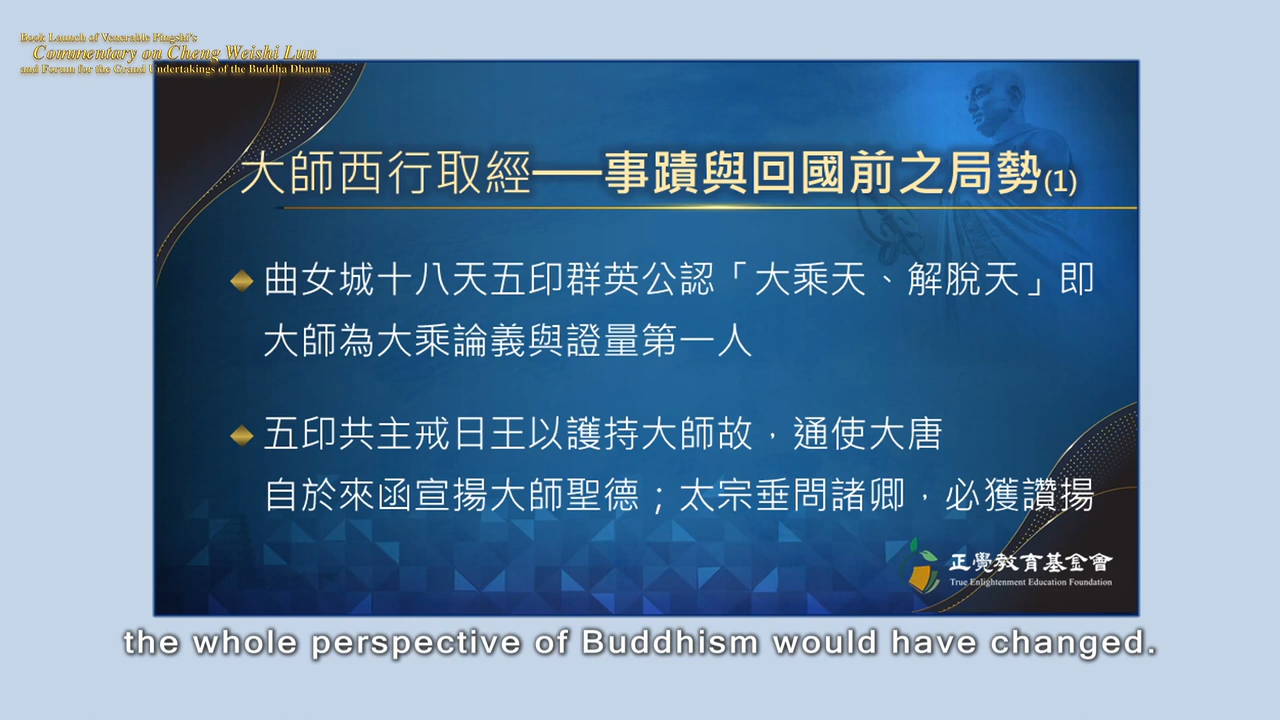 Book Launch of Venerable Pingshi's
Commentary on Cheng Weishi Lun
and Forum for the Grand Undertakings of the Buddha Dharma
大師西行取經──事蹟與回國前之局勢(1)
曲女城十八天五印群英公認「大乘天、解脫天」即
大師為大乘論義與證量第一人
五印共主戒日王以護持大師故，通使大唐
自於來函宣揚大師聖德；太宗垂問諸卿，必獲讚揚
正覺教育基金會
True Enlightenment Education Foundation
the whole perspective of Buddhism would have changed.